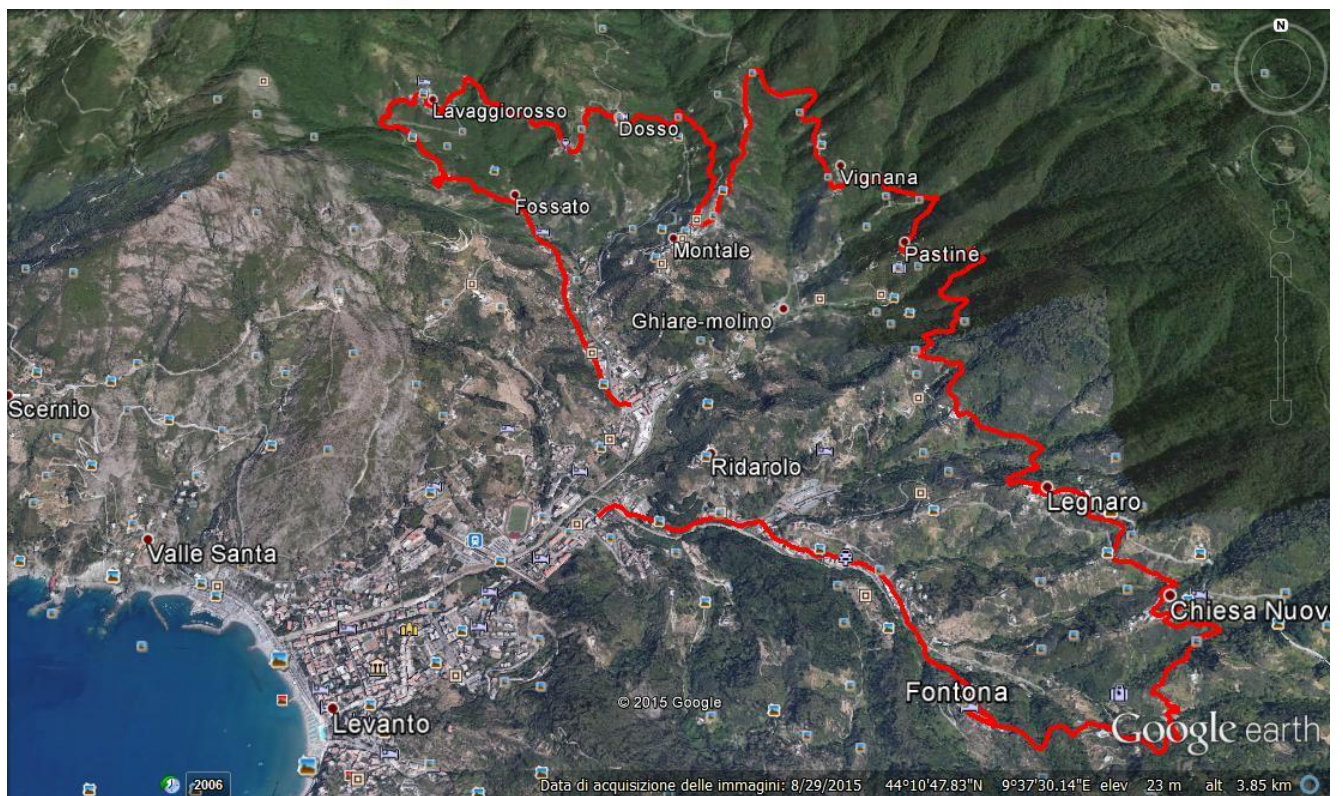 N
Lavaggiorosso
Dosso
Vignana
Fossato
Montale
Pastine
Ghiare-molino
Scernio
Ridarolo
Legnaro
Valle Santa
Chiesa Nuov
Fontona
© 2015 Google
Levanto
Google earth
2006
Data di acquisizione delle immagini: 8/29/2015 44°10'47.83"N 9°37'30.14"E elev 23 m alt 3.85 km